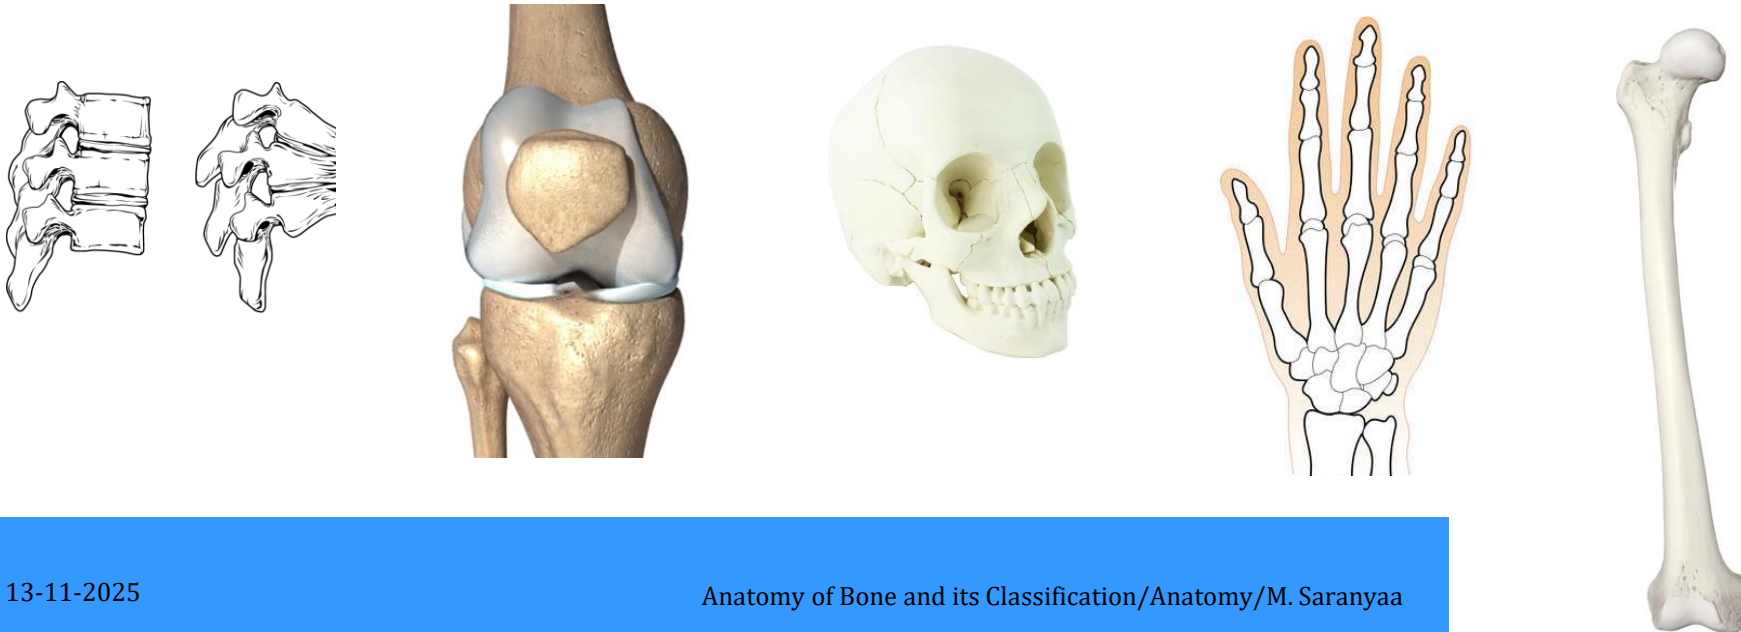 13-11-2025
Anatomy of Bone and its Classification/Anatomy/M. Saranyaa